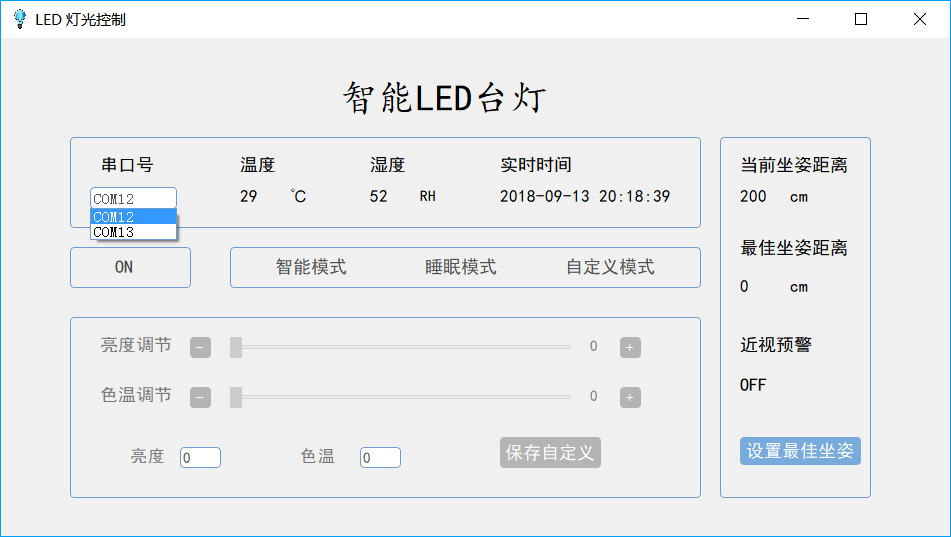 LED 灯光控制
智能LED台灯
串口号 温度 湿度 实时时间
COM12 29 ℃ 52 RH 2018-09-13 20:18:39
COM12
COM13
ON 智能模式 睡眠模式 自定义模式
亮度调节 - 0 +
色温调节 - 0 +
亮度 0 色温 0 保存自定义
当前坐姿距离
200 cm
最佳坐姿距离
0 cm
近视预警
OFF
设置最佳坐姿